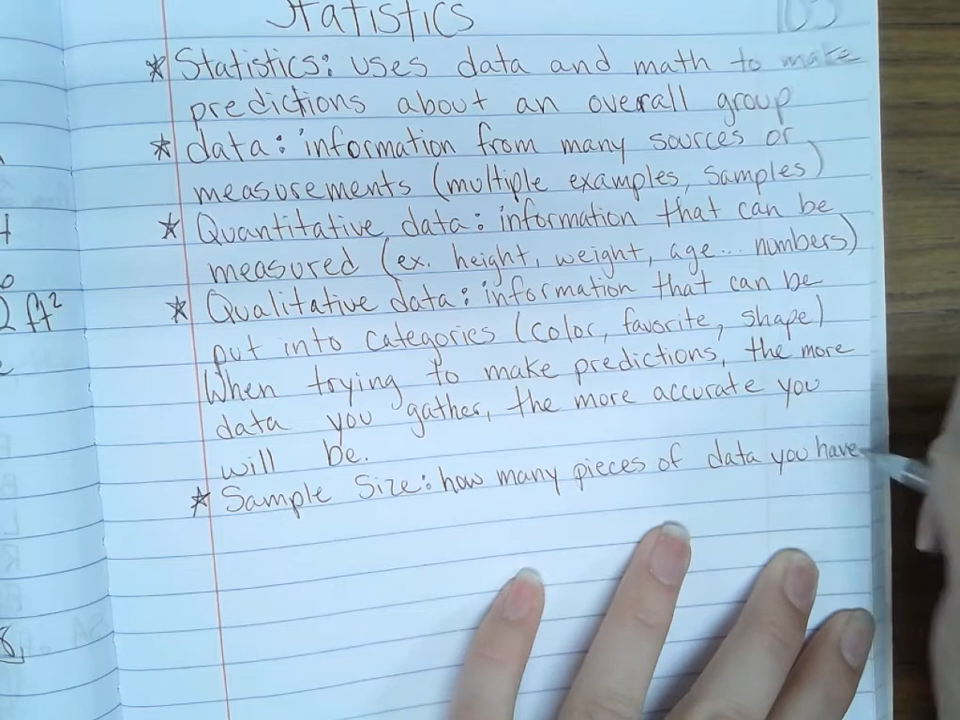 Statistics 103
* Statistics: uses data and math to make
predictions about an overall group
* data: information from many sources or
measurements (multiple examples, samples)
* Quantitative data: information that can be
measured (ex. height, weight, age... numbers)
* Qualitative data: information that can be
put into categories (color, favorite, shape)
When trying to make predictions, the more
data you gather, the more accurate you
will be.
* Sample Size: how many pieces of data you have
ft²
8